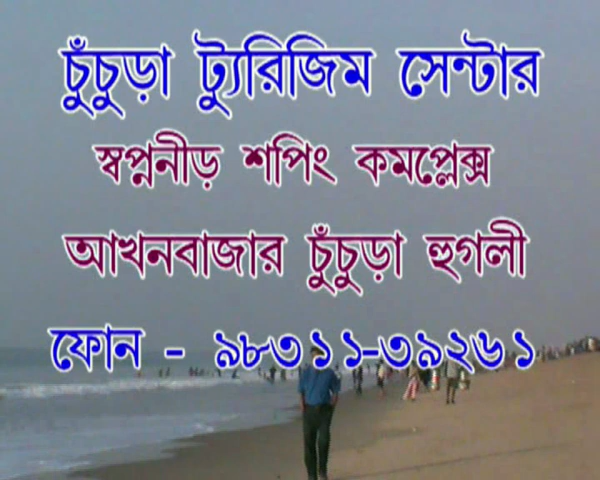 চুঁচুড়া ট্যুরিজিম সেন্টার
স্বপ্ননীড় শপিং কমপ্লেক্স
আখনবাজার চুঁচুড়া হুগলী
ফোন - ৯৮৩১১-৩৯২৬১